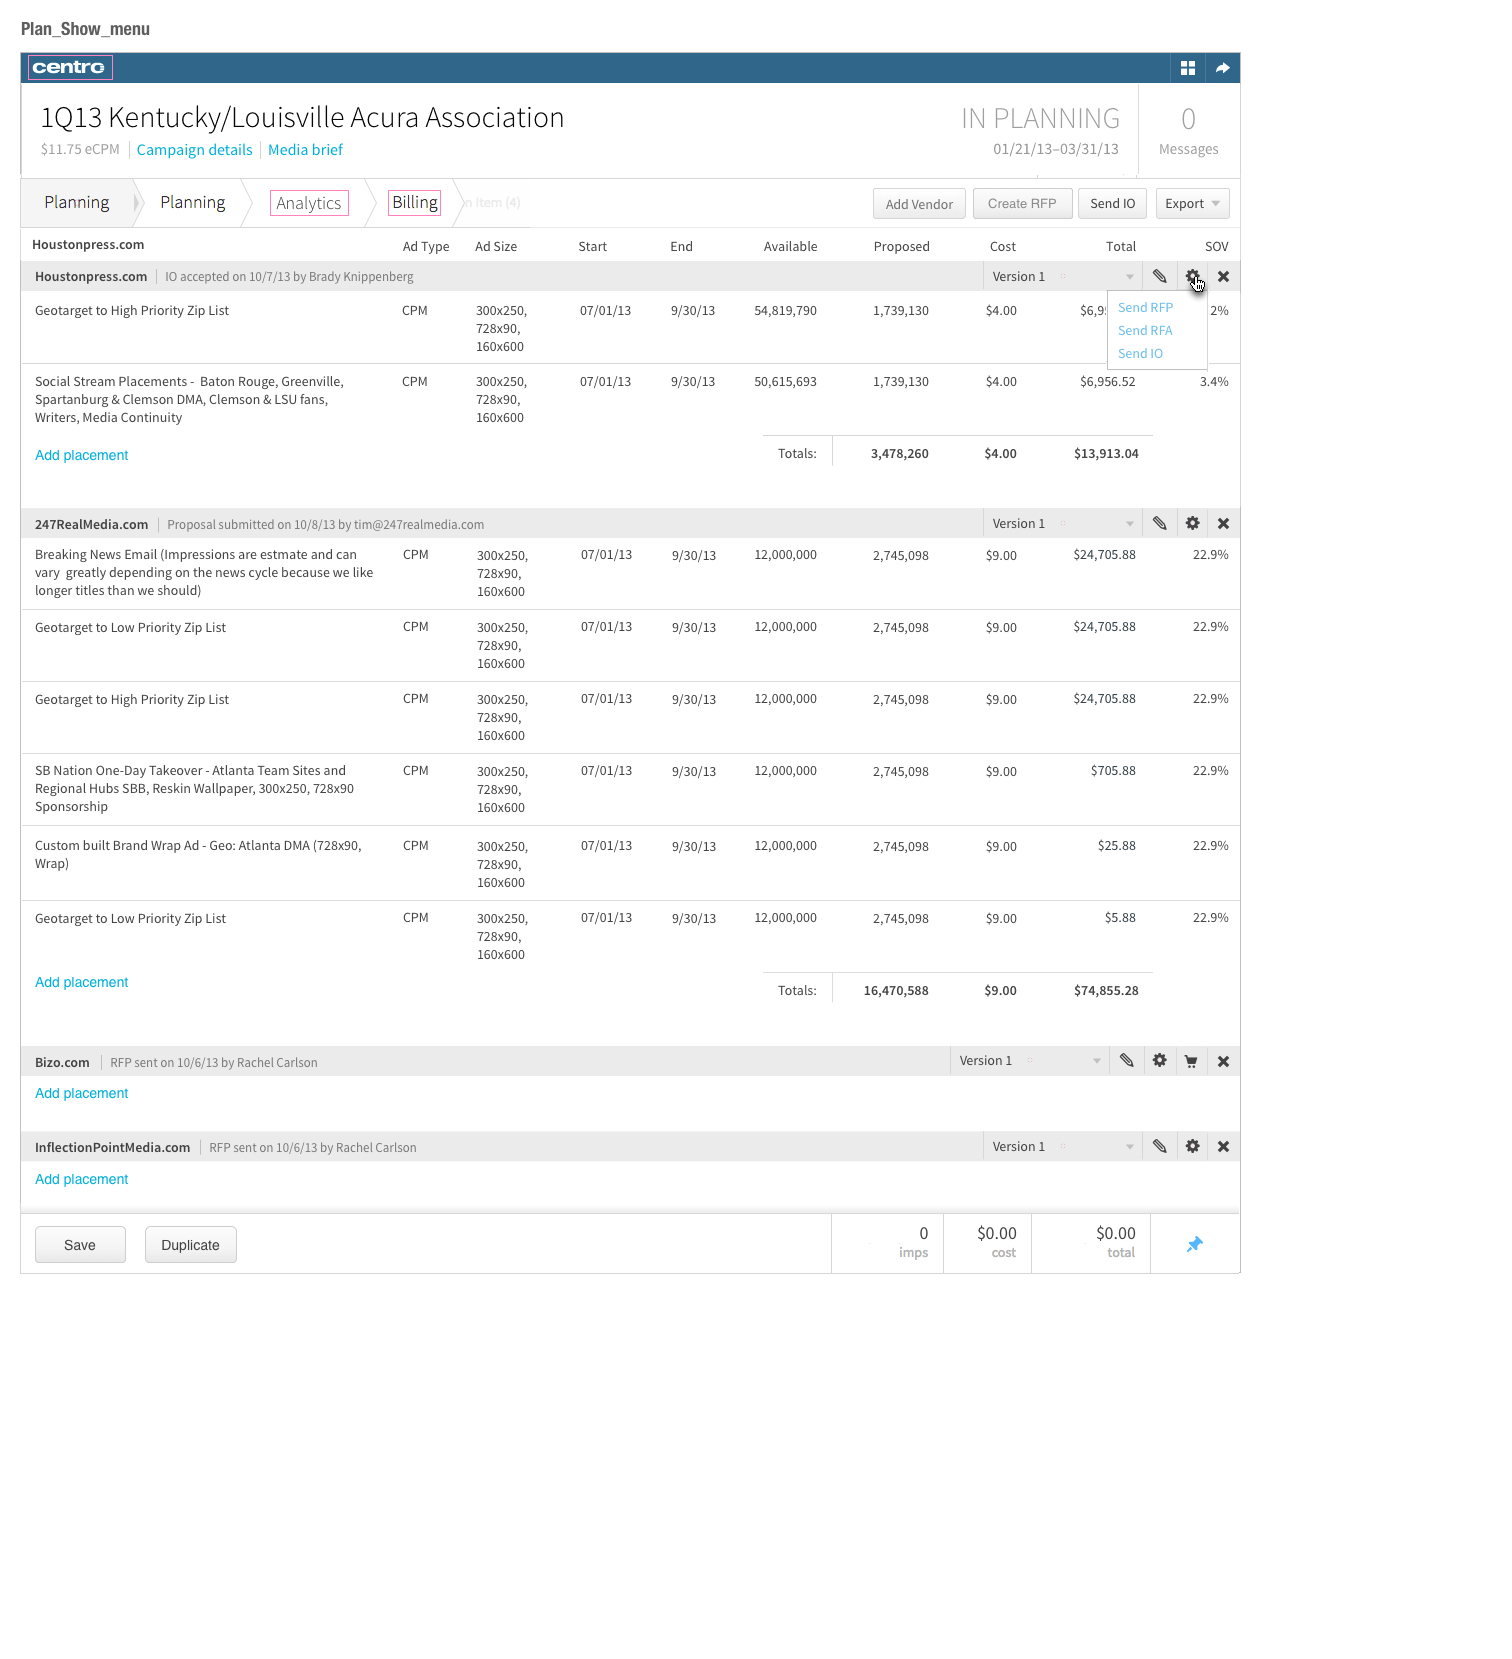 Plan_Show_menu
centro
1Q13 Kentucky/Louisville Acura Association
IN PLANNING
0
$11.75 eCPM
Campaign details
Media brief
01/21/13–03/31/13
Messages
Planning
Planning
Analytics
Billing
n item (4)
Add Vendor
Create RFP
Send IO
Export
Houstonpress.com Ad Type Ad Size Start End Available Proposed Cost Total SOV
Houstonpress.com IO accepted on 10/7/13 by Brady Knippenberg Version 1
Send RFP
Send RFA
Send IO
Geotarget to High Priority Zip List CPM 300x250, 07/01/13 9/30/13 54,819,790 1,739,130 $4.00 $6,9 2%
728x90,
160x600
Social Stream Placements - Baton Rouge, Greenville, CPM 300x250, 07/01/13 9/30/13 50,615,693 1,739,130 $4.00 $6,956.52 3.4%
Spartanburg & Clemson DMA, Clemson & LSU fans, 728x90,
Writers, Media Continuity 160x600
Add placement Totals: 3,478,260 $4.00 $13,913.04
247RealMedia.com Proposal submitted on 10/8/13 by tim@247realmedia.com Version 1
Breaking News Email (Impressions are estmate and can CPM 300x250, 07/01/13 9/30/13 12,000,000 2,745,098 $9.00 $24,705.88 22.9%
vary greatly depending on the news cycle because we like 728x90,
longer titles than we should) 160x600
Geotarget to Low Priority Zip List CPM 300x250, 07/01/13 9/30/13 12,000,000 2,745,098 $9.00 $24,705.88 22.9%
728x90,
160x600
Geotarget to High Priority Zip List CPM 300x250, 07/01/13 9/30/13 12,000,000 2,745,098 $9.00 $24,705.88 22.9%
728x90,
160x600
SB Nation One-Day Takeover - Atlanta Team Sites and CPM 300x250, 07/01/13 9/30/13 12,000,000 2,745,098 $9.00 $705.88 22.9%
Regional Hubs SBB, Reskin Wallpaper, 300x250, 728x90 728x90,
Sponsorship 160x600
Custom built Brand Wrap Ad - Geo: Atlanta DMA (728x90, CPM 300x250, 07/01/13 9/30/13 12,000,000 2,745,098 $9.00 $25.88 22.9%
Wrap) 728x90,
160x600
Geotarget to Low Priority Zip List CPM 300x250, 07/01/13 9/30/13 12,000,000 2,745,098 $9.00 $5.88 22.9%
728x90,
160x600
Add placement Totals: 16,470,588 $9.00 $74,855.28
Bizo.com RFP sent on 10/6/13 by Rachel Carlson Version 1
Add placement
InflectionPointMedia.com RFP sent on 10/6/13 by Rachel Carlson Version 1
Add placement
Save Duplicate 0 $0.00 $0.00
imps cost total